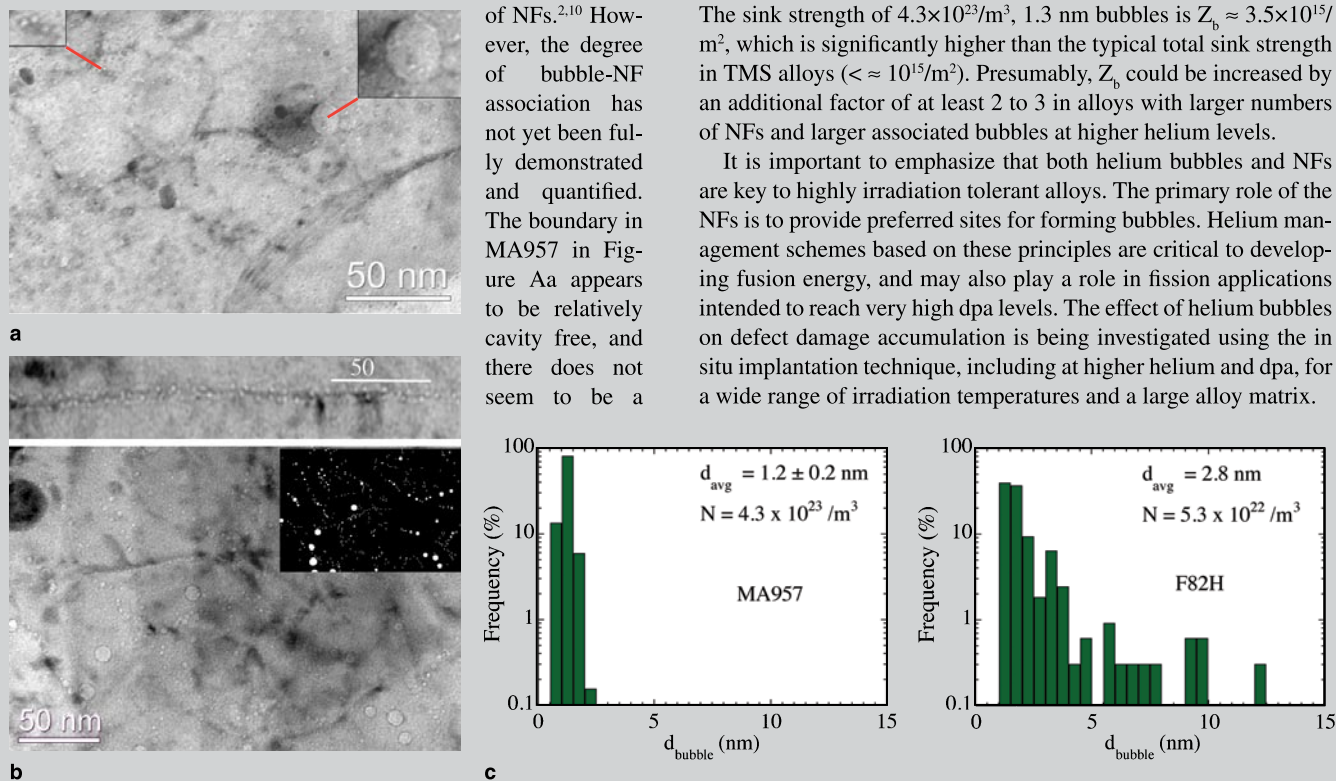 50 nm
a
50
50 nm
b
of NFs.2,10 How-
ever, the degree
of bubble-NF
association has
not yet been ful-
ly demonstrated
and quantified.
The boundary in
MA957 in Fig-
ure Aa appears
to be relatively
cavity free, and
there does not
seem to be a
The sink strength of 4.3×10²³/m³, 1.3 nm bubbles is Z_b ≈ 3.5×10¹⁵/
m², which is significantly higher than the typical total sink strength
in TMS alloys (< ≈ 10¹⁵/m²). Presumably, Z_b could be increased by
an additional factor of at least 2 to 3 in alloys with larger numbers
of NFs and larger associated bubbles at higher helium levels.
It is important to emphasize that both helium bubbles and NFs
are key to highly irradiation tolerant alloys. The primary role of the
NFs is to provide preferred sites for forming bubbles. Helium man-
agement schemes based on these principles are critical to develop-
ing fusion energy, and may also play a role in fission applications
intended to reach very high dpa levels. The effect of helium bubbles
on defect damage accumulation is being investigated using the in
situ implantation technique, including at higher helium and dpa, for
a wide range of irradiation temperatures and a large alloy matrix.
Frequency (%)
100
10
1
0.1
d_avg = 1.2 ± 0.2 nm
N = 4.3 x 10²³ /m³
MA957
0 5 10 15
d_bubble (nm)
Frequency (%)
100
10
1
0.1
d_avg = 2.8 nm
N = 5.3 x 10²² /m³
F82H
0 5 10 15
d_bubble (nm)
c